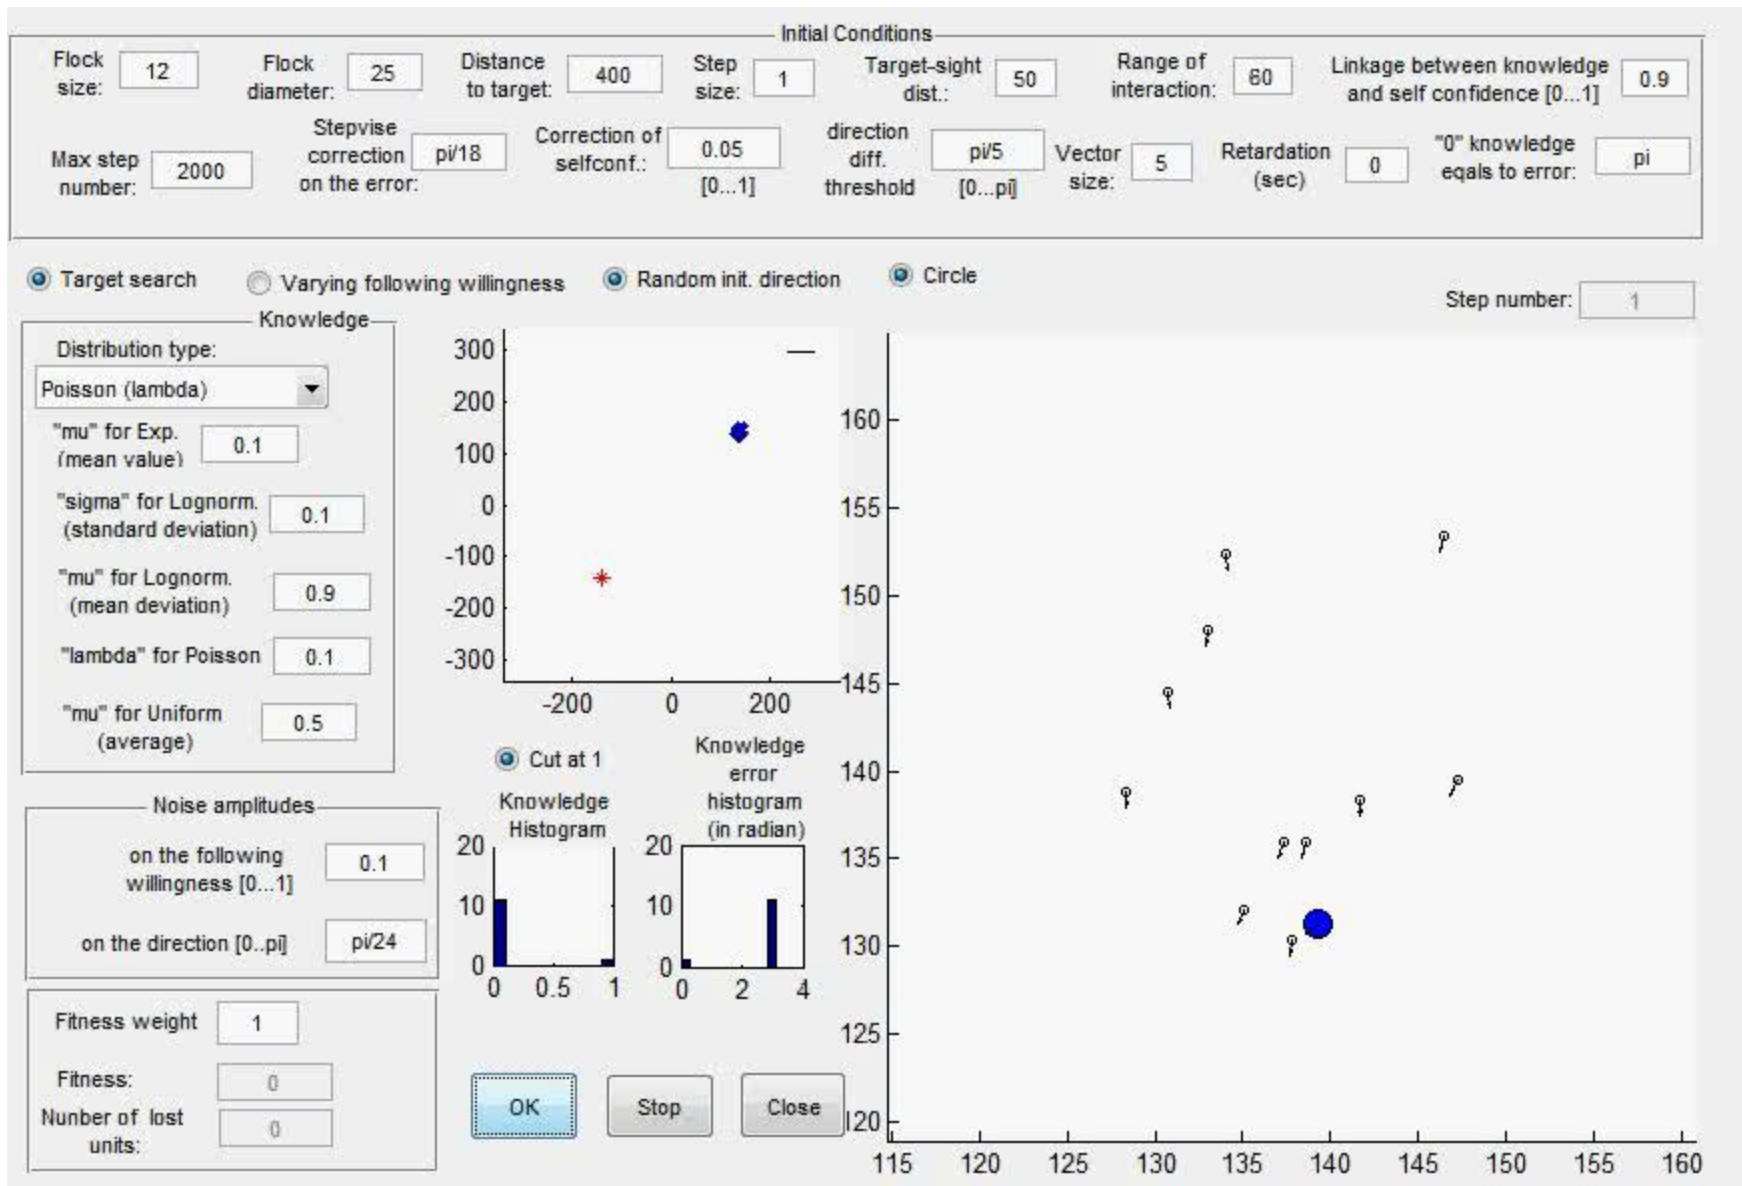 Initial Conditions
Flock size: 12
Flock diameter: 25
Distance to target: 400
Step size: 1
Target-sight dist.: 50
Range of interaction: 60
Linkage between knowledge and self confidence [0...1] 0.9
Max step number: 2000
Stepvise correction on the error: pi/18
Correction of selfconf.: 0.05 [0...1]
direction diff. threshold pi/5 [0...pi]
Vector size: 5
Retardation (sec) 0
"0" knowledge eqals to error: pi
Target search
Varying following willingness
Random init. direction
Circle
Step number: 1
Knowledge
Distribution type:
Poisson (lambda)
"mu" for Exp. (mean value) 0.1
"sigma" for Lognorm. (standard deviation) 0.1
"mu" for Lognorm. (mean deviation) 0.9
"lambda" for Poisson 0.1
"mu" for Uniform (average) 0.5
Noise amplitudes
on the following willingness [0...1] 0.1
on the direction [0..pi] pi/24
Fitness weight 1
Fitness: 0
Nunber of lost units: 0
300
200
100
0
-100
-200
-300
-200 0 200
Cut at 1
Knowledge Histogram
20
10
0
0 0.5 1
Knowledge error histogram (in radian)
20
10
0
0 2 4
OK
Stop
Close
160
155
150
145
140
135
130
125
120
115 120 125 130 135 140 145 150 155 160